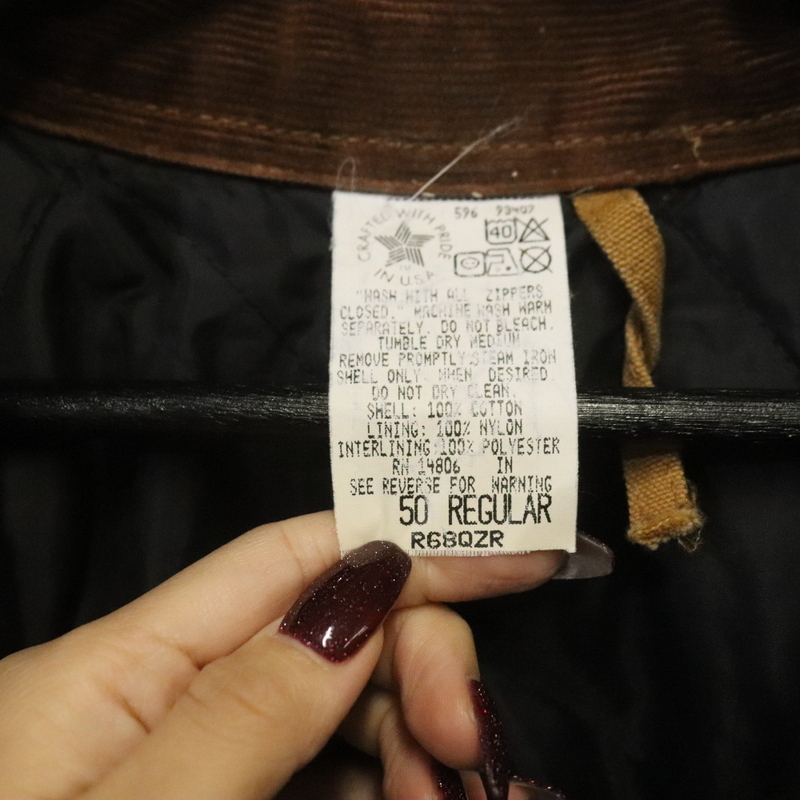 CRAFTED WITH PRIDE
IN U.S.A.
596 93407
40
"WASH WITH ALL ZIPPERS
CLOSED." MACHINE WASH WARM
SEPARATELY. DO NOT BLEACH.
TUMBLE DRY MEDIUM
REMOVE PROMPTLY STEAM IRON
SHELL ONLY. WHEN DESIRED.
DO NOT DRY CLEAN.
SHELL: 100% COTTON
LINING: 100% NYLON
INTERLINING 100% POLYESTER
RN 14806 IN
SEE REVERSE FOR WARNING
50 REGULAR
R68QZR